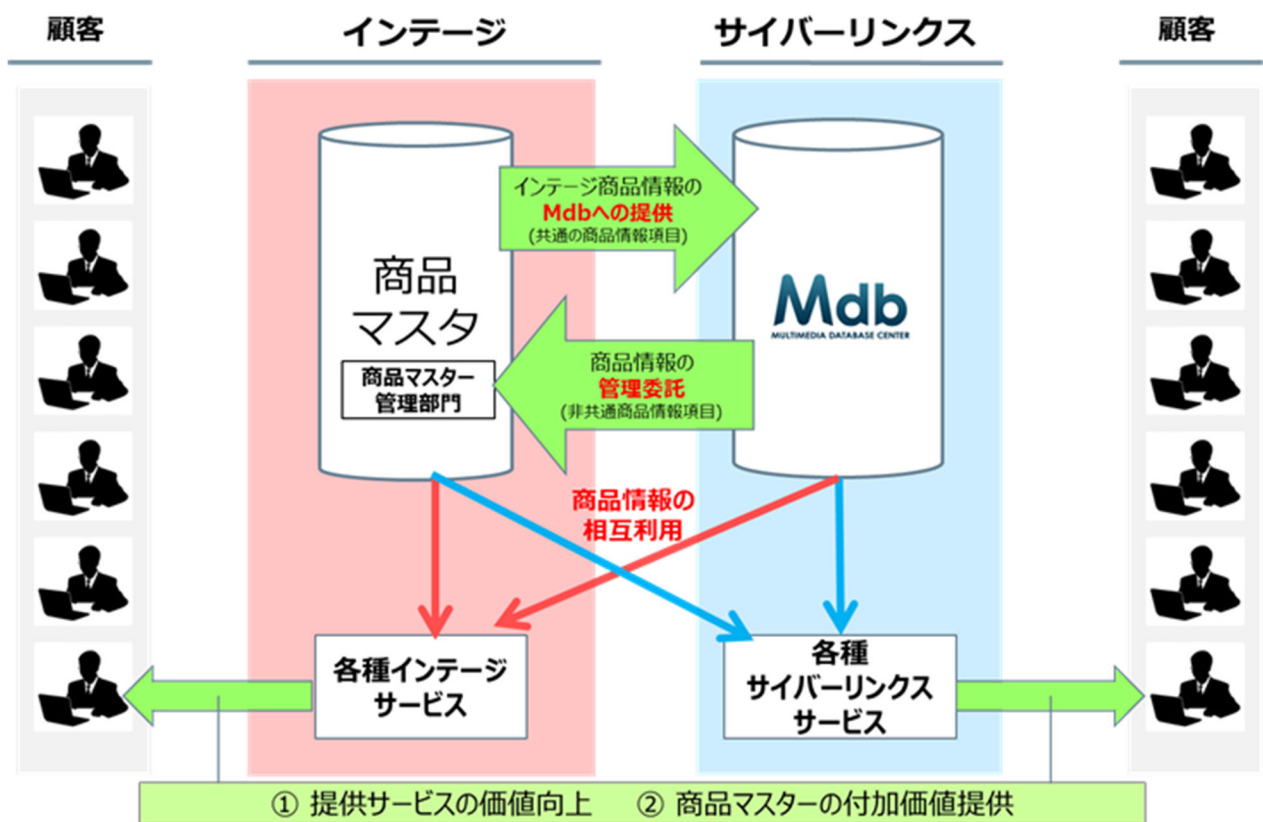 顧客
インテージ
サイバーリンクス
顧客
インテージ商品情報の
Mdbへの提供
(共通の商品情報項目)
商品
マスタ
商品マスター
管理部門
Mdb
MULTIMEDIA DATABASE CENTER
商品情報の
管理委託
(非共通商品情報項目)
商品情報の
相互利用
各種インテージ
サービス
各種
サイバーリンクス
サービス
① 提供サービスの価値向上 ② 商品マスターの付加価値提供